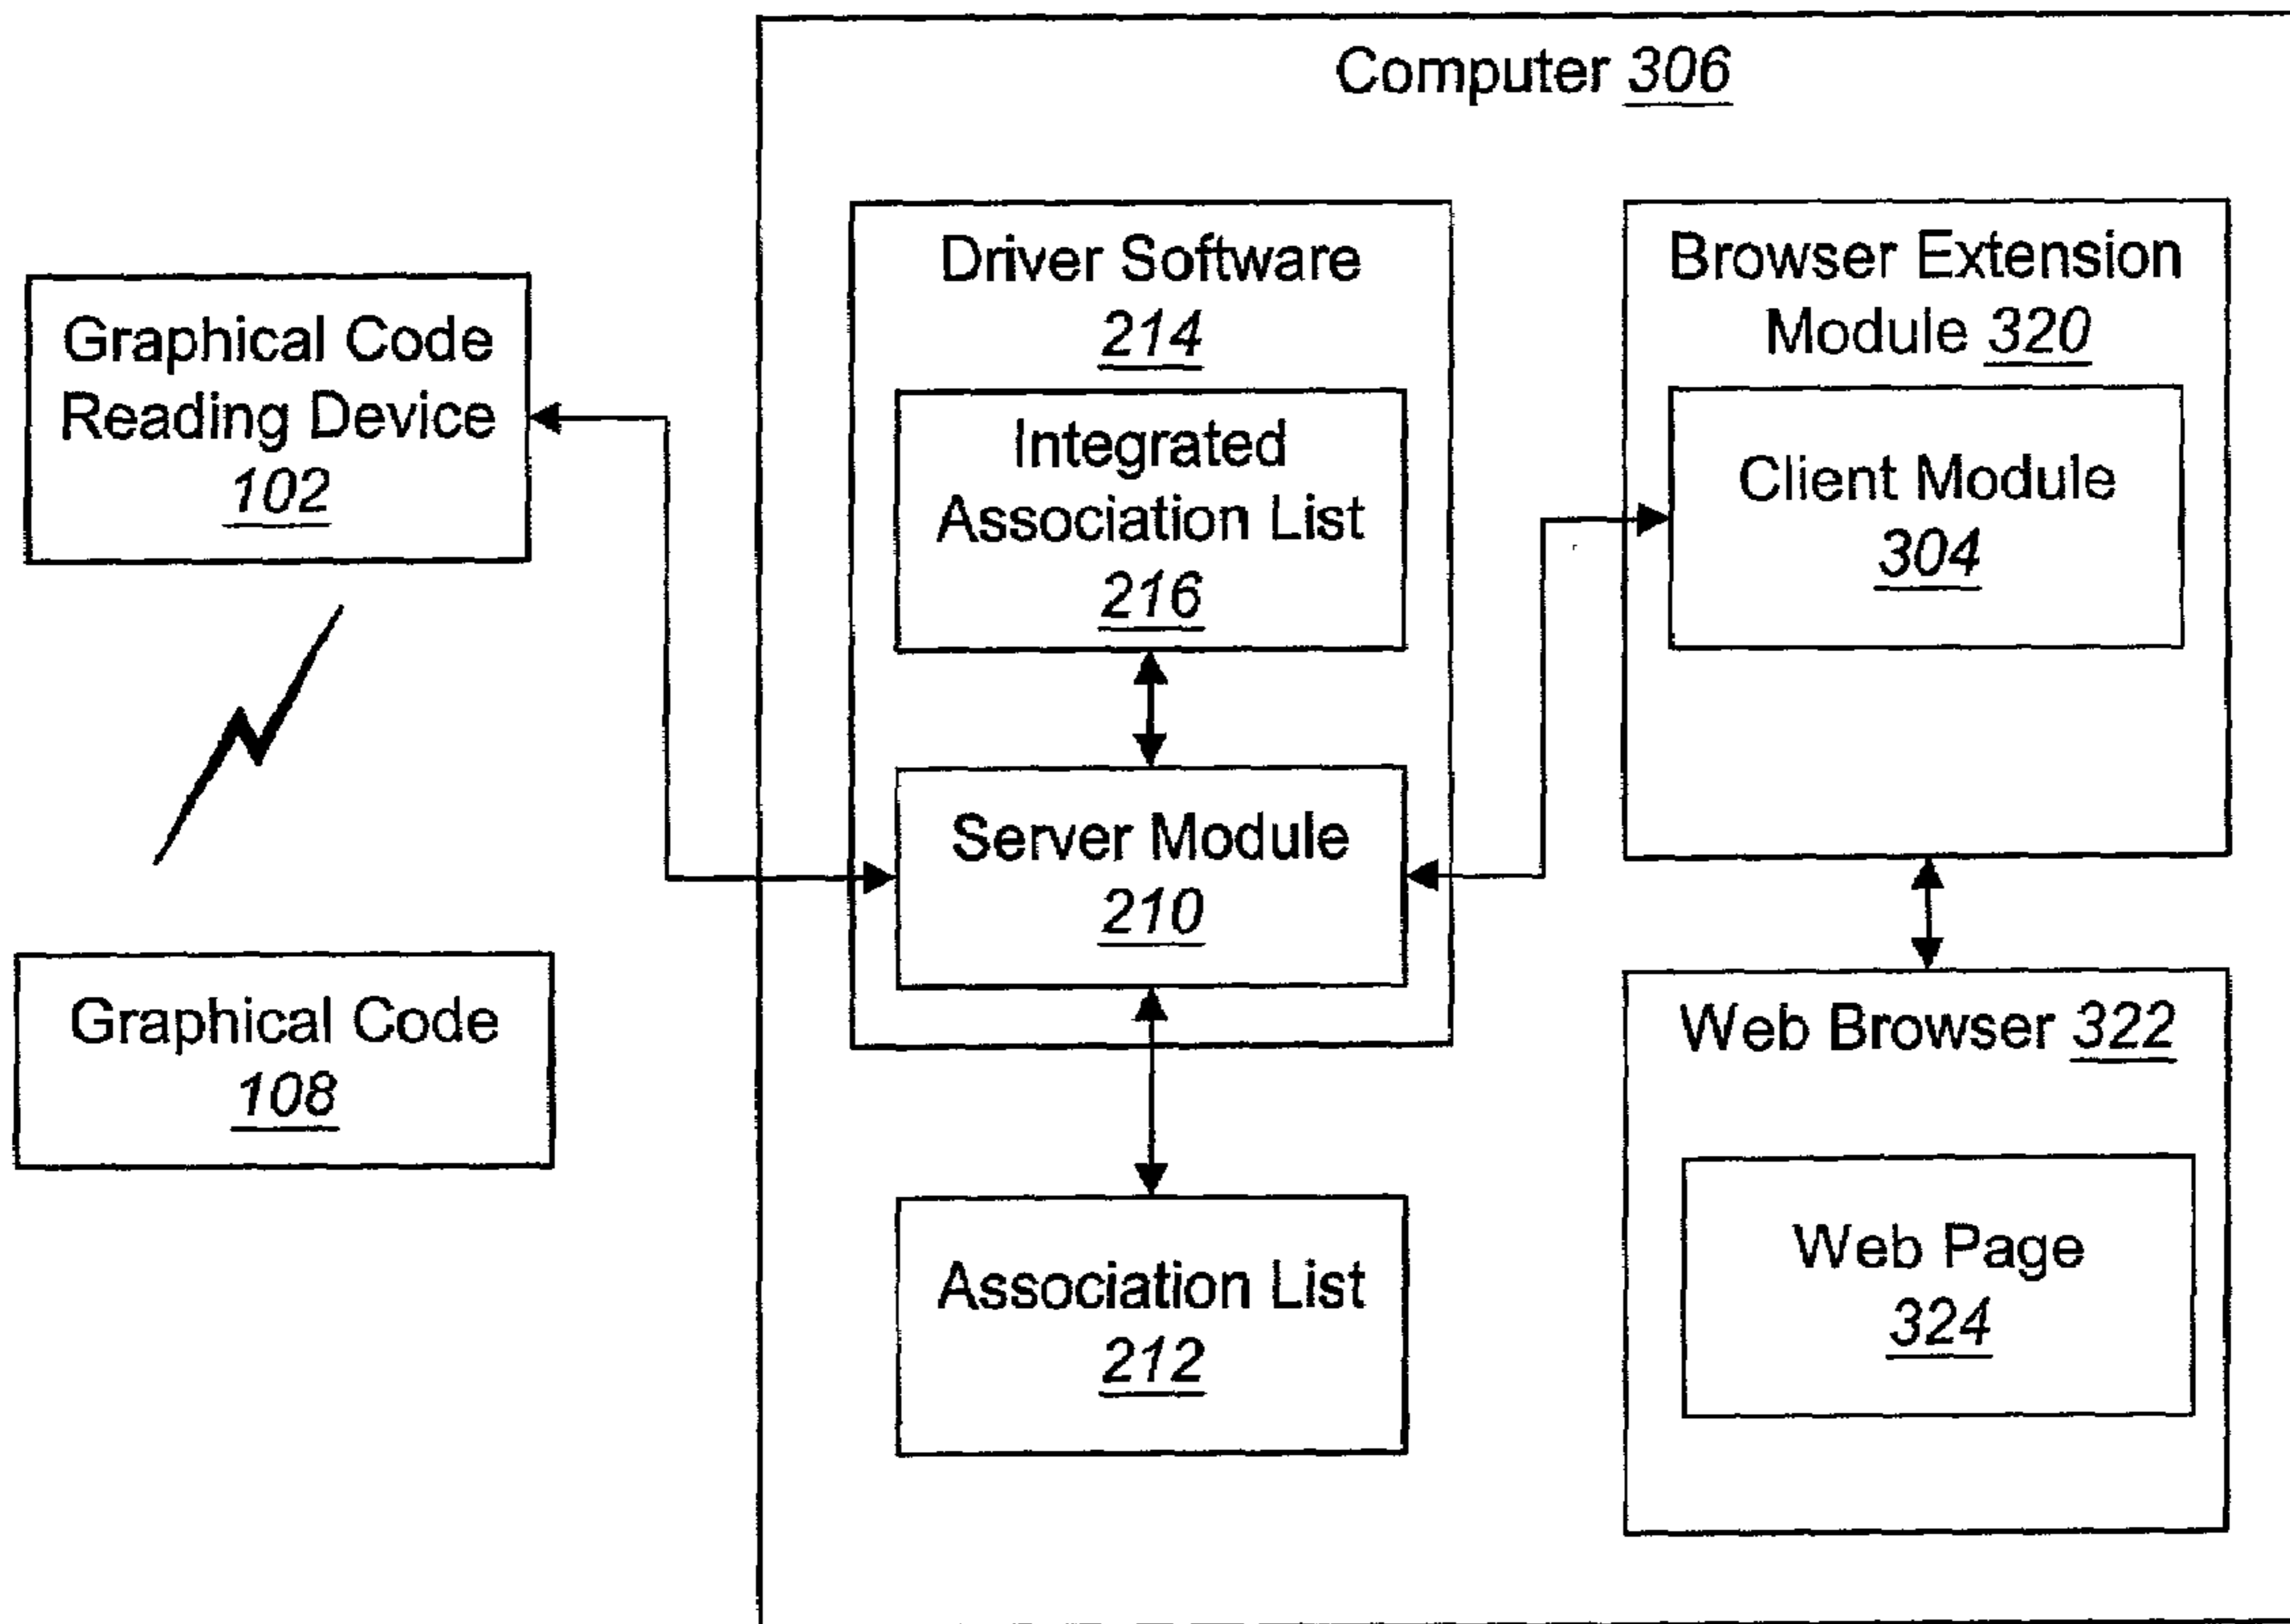 Computer 306
Graphical Code
Reading Device
102
Graphical Code
108
Driver Software
214
Integrated
Association List
216
Server Module
210
Association List
212
Browser Extension
Module 320
Client Module
304
Web Browser 322
Web Page
324